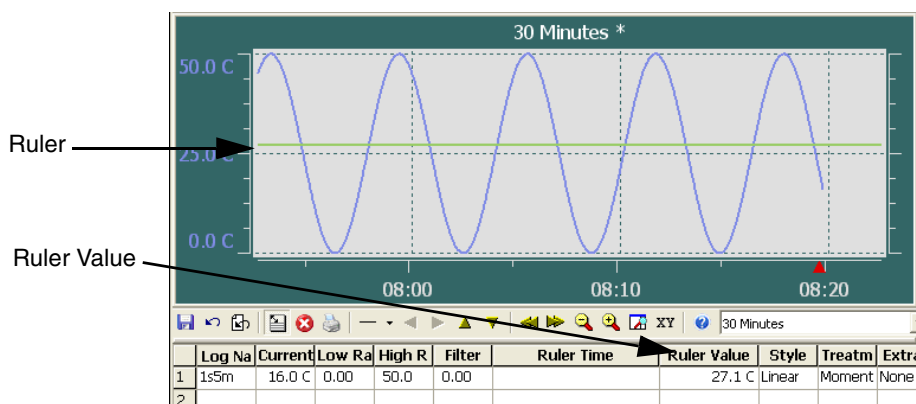 30 Minutes *
50.0 C
Ruler
25.0 C
0.0 C
Ruler Value
08:00 08:10 08:20
XY 30 Minutes
Log Na Current Low Ra High R Filter Ruler Time Ruler Value Style Treatm Extra
1 1s5m 16.0 C 0.00 50.0 0.00 27.1 C Linear Moment None
2